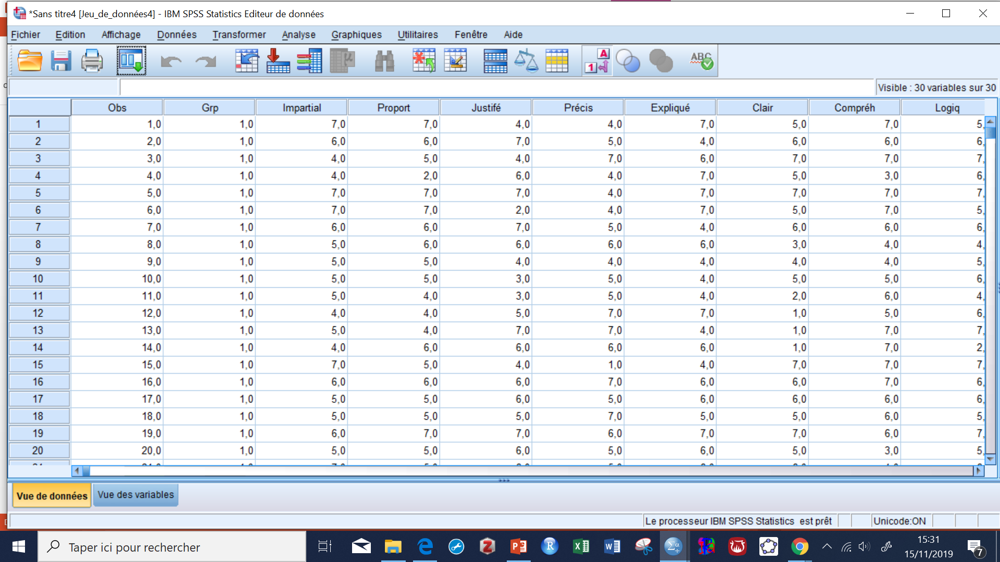 *Sans titre4 [Jeu_de_données4] - IBM SPSS Statistics Editeur de données
Fichier Edition Affichage Données Transformer Analyse Graphiques Utilitaires Fenêtre Aide
Visible : 30 variables sur 30
Obs Grp Impartial Proport Justifé Précis Expliqué Clair Compréh Logiq
1 1,0 1,0 7,0 7,0 4,0 4,0 7,0 5,0 7,0 5,
2 2,0 1,0 6,0 6,0 7,0 5,0 4,0 6,0 6,0 6,
3 3,0 1,0 4,0 5,0 4,0 7,0 6,0 7,0 7,0 7,
4 4,0 1,0 4,0 2,0 6,0 4,0 7,0 5,0 3,0 6,
5 5,0 1,0 7,0 7,0 7,0 4,0 7,0 7,0 7,0 7,
6 6,0 1,0 7,0 7,0 2,0 4,0 7,0 5,0 7,0 5,
7 7,0 1,0 6,0 6,0 7,0 5,0 4,0 6,0 6,0 6,
8 8,0 1,0 5,0 6,0 6,0 6,0 6,0 3,0 4,0 4,
9 9,0 1,0 5,0 5,0 4,0 4,0 4,0 4,0 4,0 5,
10 10,0 1,0 5,0 5,0 3,0 5,0 4,0 5,0 5,0 6,
11 11,0 1,0 5,0 4,0 3,0 5,0 4,0 2,0 6,0 4,
12 12,0 1,0 4,0 4,0 5,0 7,0 7,0 1,0 5,0 6,
13 13,0 1,0 5,0 4,0 7,0 7,0 4,0 1,0 7,0 7,
14 14,0 1,0 4,0 6,0 6,0 6,0 6,0 1,0 7,0 2,
15 15,0 1,0 7,0 5,0 4,0 1,0 4,0 7,0 7,0 7,
16 16,0 1,0 6,0 6,0 6,0 7,0 6,0 6,0 7,0 6,
17 17,0 1,0 5,0 5,0 6,0 5,0 6,0 6,0 6,0 6,
18 18,0 1,0 5,0 5,0 5,0 7,0 5,0 5,0 6,0 5,
19 19,0 1,0 6,0 7,0 7,0 6,0 7,0 7,0 6,0 7,
20 20,0 1,0 5,0 5,0 6,0 5,0 6,0 5,0 3,0 5,
Vue de données Vue des variables
Le processeur IBM SPSS Statistics est prêt Unicode:ON
Taper ici pour rechercher
15:31
15/11/2019
7